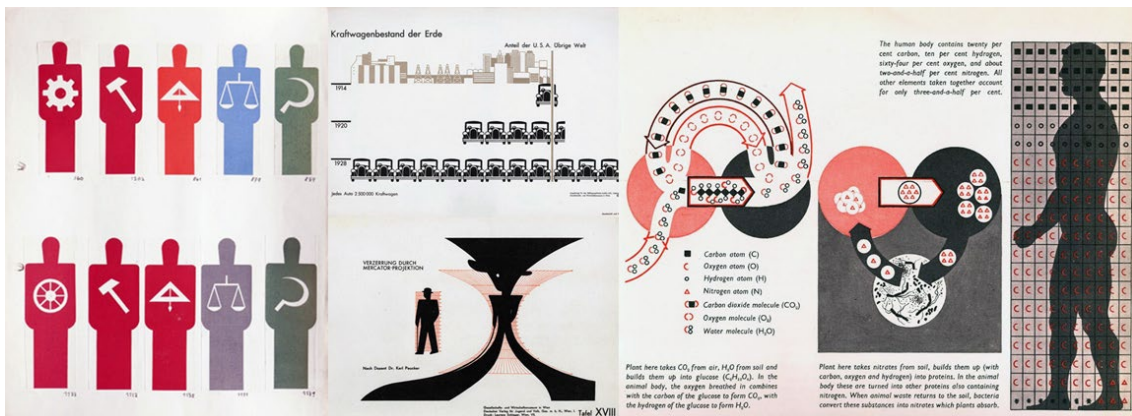 Kraftwagenbestand der Erde
Anteil der U.S.A. Übrige Welt
1914
1920
1928
Jedes Auto 2 500 000 Kraftwagen
VERZERRUNG DURCH
MERCATOR-PROJEKTION
Nach Dozent Dr. Karl Peucker
Tafel XVIII
The human body contains twenty per
cent carbon, ten per cent hydrogen,
sixty-four per cent oxygen, and about
two-and-a-half per cent nitrogen. All
other elements taken together account
for only three-and-a-half per cent.
Carbon atom (C)
Oxygen atom (O)
Hydrogen atom (H)
Nitrogen atom (N)
Carbon dioxide molecule (CO₂)
Oxygen molecule (O₂)
Water molecule (H₂O)
Plant here takes CO₂ from air, H₂O from soil and
builds them up into glucose (C₆H₁₂O₆). In the
animal body, the oxygen breathed in combines
with the carbon of the glucose to form CO₂, with
the hydrogen of the glucose to form H₂O.
Plant here takes nitrates from soil, builds them up (with
carbon, oxygen and hydrogen) into proteins. In the animal
body these are turned into other proteins also containing
nitrogen. When animal waste returns to the soil, bacteria
convert these substances into nitrates which plants absorb.